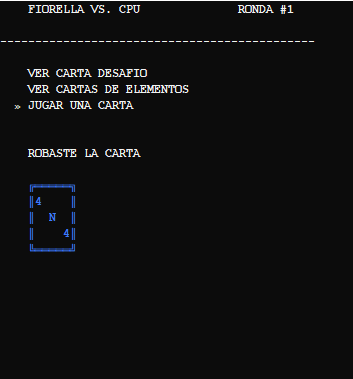 FIORELLA VS. CPU RONDA #1
---------------------------------------------
VER CARTA DESAFIO
VER CARTAS DE ELEMENTOS
» JUGAR UNA CARTA
ROBASTE LA CARTA
4
N
4